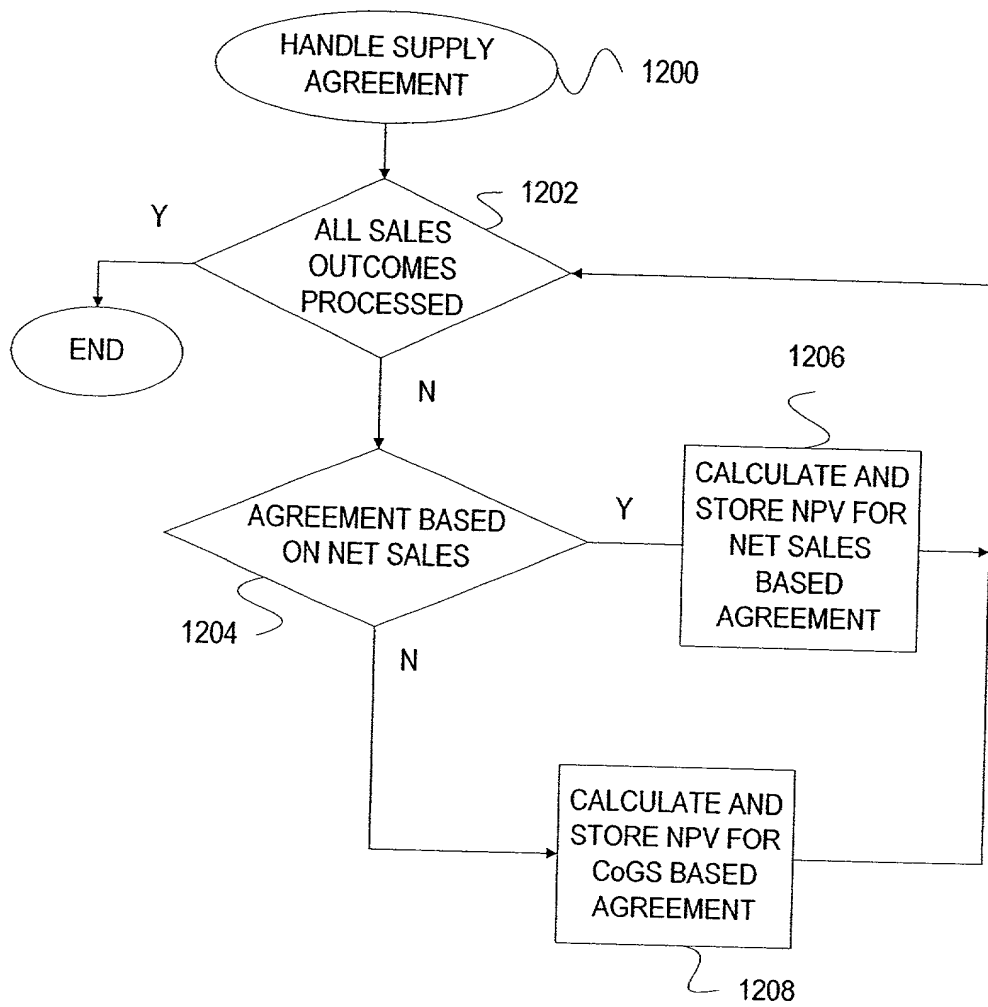 HANDLE SUPPLY
AGREEMENT
1200
1202
Y
ALL SALES
OUTCOMES
PROCESSED
END
N
1206
AGREEMENT BASED
ON NET SALES
Y
CALCULATE AND
STORE NPV FOR
NET SALES
BASED
AGREEMENT
1204
N
CALCULATE AND
STORE NPV FOR
CoGS BASED
AGREEMENT
1208